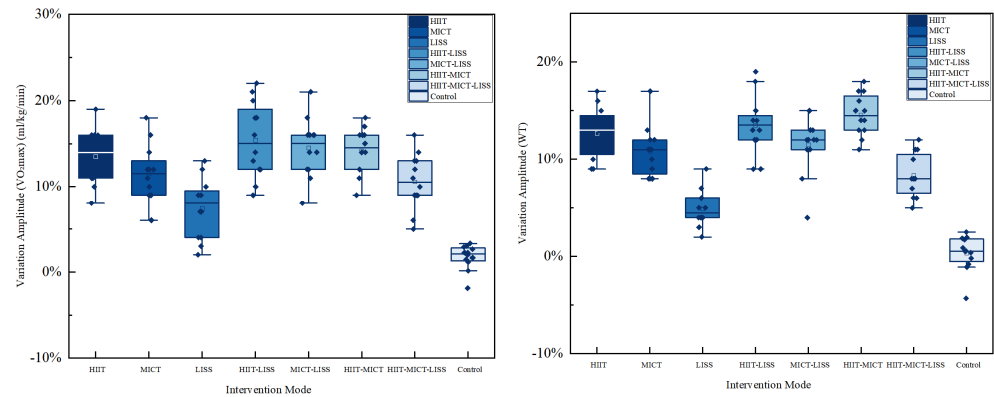 30%
20%
10%
0%
-10%
Variation Amplitude (VO₂max) (ml/kg/min)
HIIT
MICT
LISS
HIIT-LISS
MICT-LISS
HIIT-MICT
HIIT-MICT-LISS
Control
HIIT
MICT
LISS
HIIT-LISS
MICT-LISS
HIIT-MICT
HIIT-MICT-LISS
Control
Intervention Mode
20%
10%
0%
-10%
Variation Amplitude (WT)
HIIT
MICT
LISS
HIIT-LISS
MICT-LISS
HIIT-MICT
HIIT-MICT-LISS
Control
HIIT
MICT
LISS
HIIT-LISS
MICT-LISS
HIIT-MICT
HIIT-MICT-LISS
Control
Intervention Mode